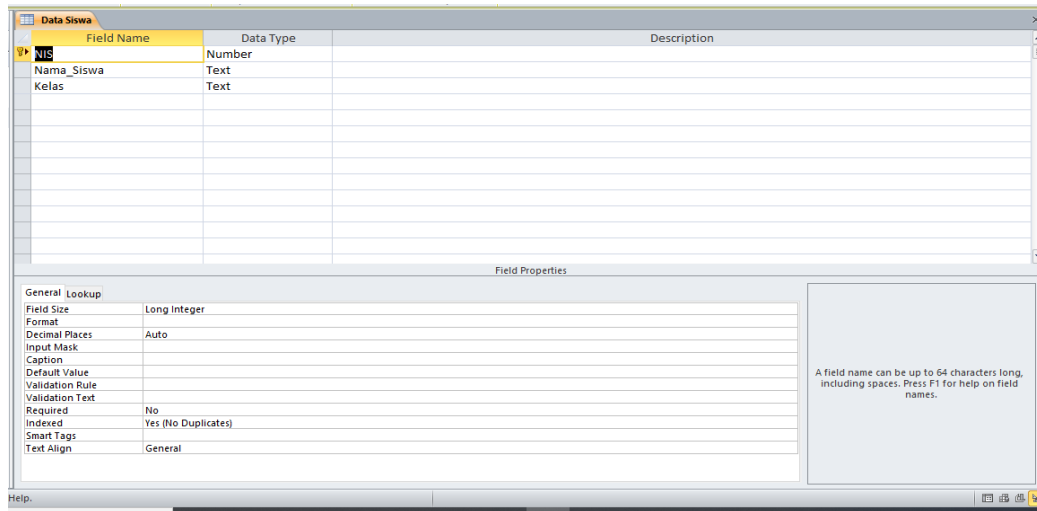 Data Siswa
Field Name Data Type Description
NIS Number
Nama_Siswa Text
Kelas Text
Field Properties
General Lookup
Field Size Long Integer
Format
Decimal Places Auto
Input Mask
Caption
Default Value
Validation Rule
Validation Text
Required No
Indexed Yes (No Duplicates)
Smart Tags
Text Align General
A field name can be up to 64 characters long,
including spaces. Press F1 for help on field
names.
Help.